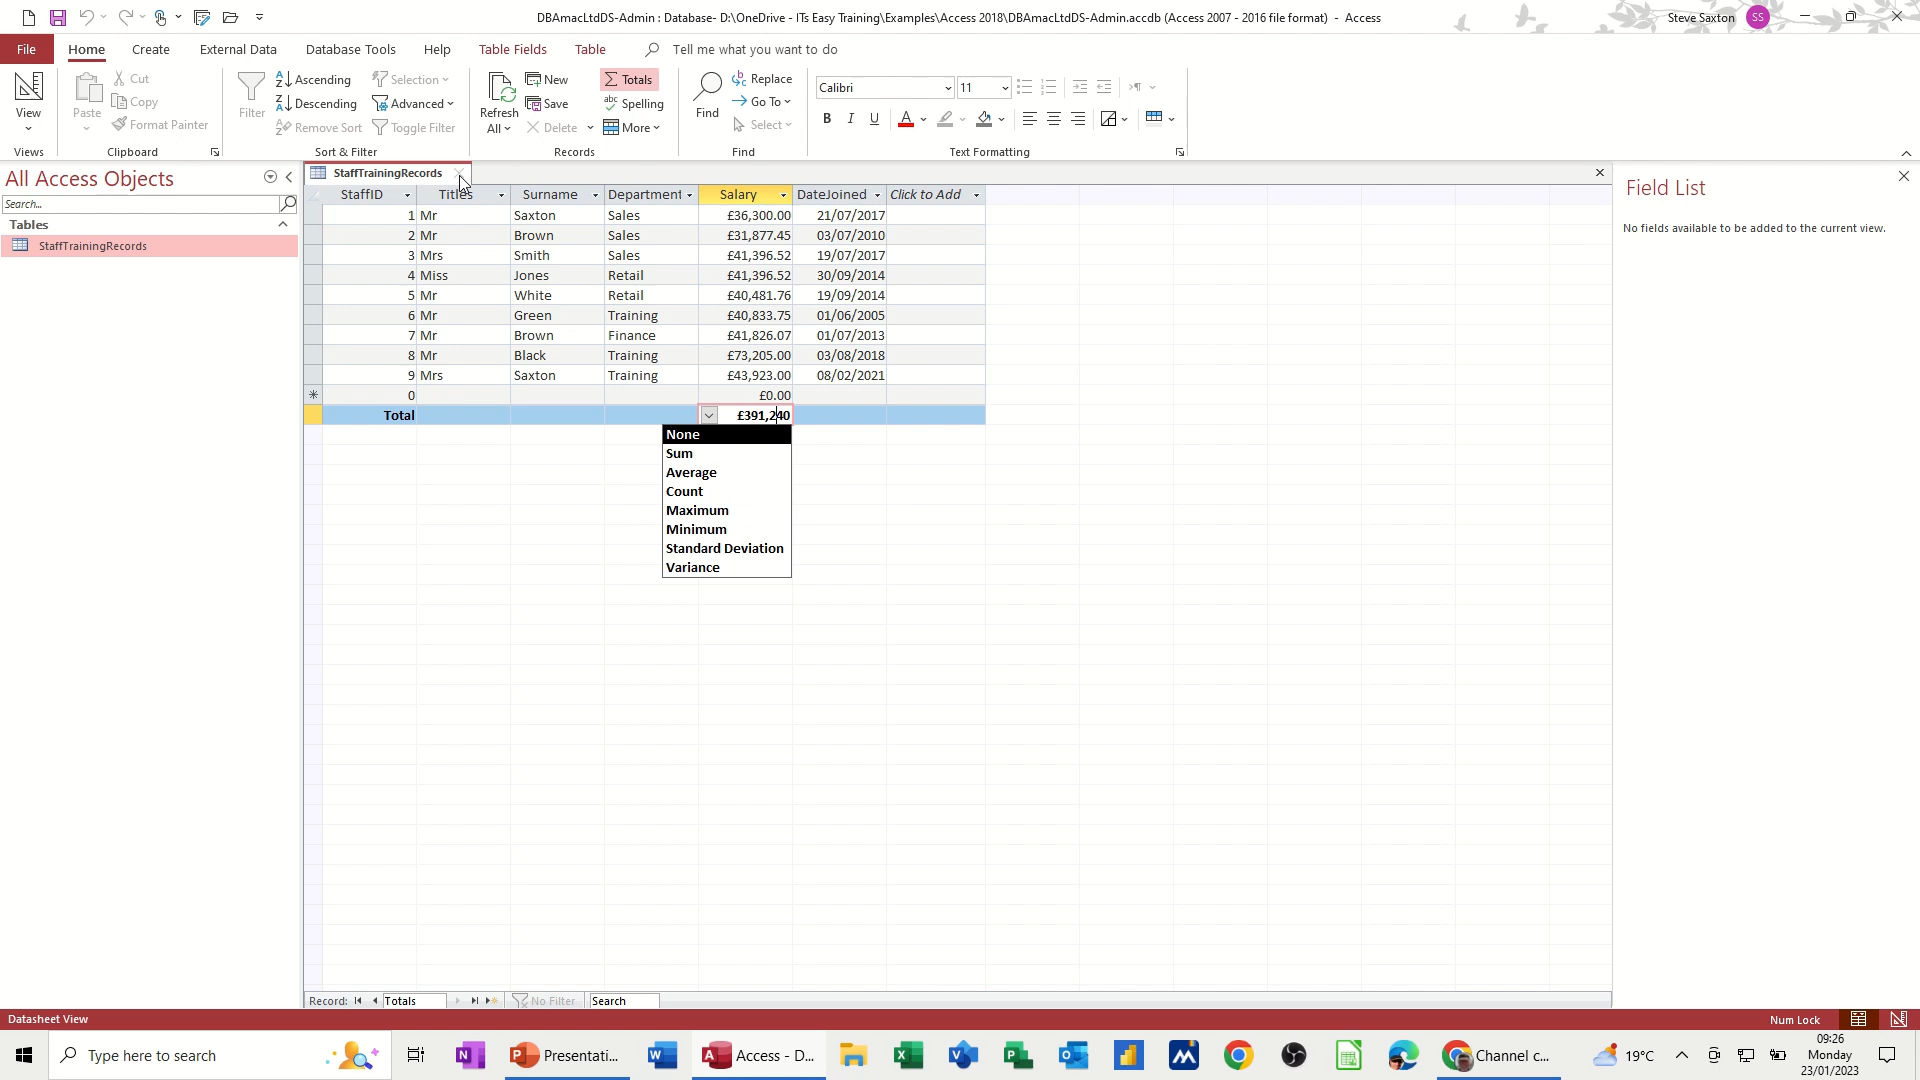 DBAmacLtdDS-Admin : Database- D:\OneDrive - ITs Easy Training\Examples\Access 2018\DBAmacLtdDS-Admin.accdb (Access 2007 - 2016 file format) - Access
Steve Saxton SS
File Home Create External Data Database Tools Help Table Fields Table Tell me what you want to do
View
Views
Paste
Cut
Copy
Format Painter
Clipboard
Filter
Ascending
Descending
Remove Sort
Selection
Advanced
Toggle Filter
Sort & Filter
Refresh
All
New
Save
Delete
Totals
Spelling
More
Records
Find
Replace
Go To
Select
Find
Calibri 11
B I U A
Text Formatting
All Access Objects
Search...
Tables
StaffTrainingRecords
StaffTrainingRecords
StaffID Titles Surname Department Salary DateJoined Click to Add
1 Mr Saxton Sales £36,300.00 21/07/2017
2 Mr Brown Sales £31,877.45 03/07/2010
3 Mrs Smith Sales £41,396.52 19/07/2017
4 Miss Jones Retail £41,396.52 30/09/2014
5 Mr White Retail £40,481.76 19/09/2014
6 Mr Green Training £40,833.75 01/06/2005
7 Mr Brown Finance £41,826.07 01/07/2013
8 Mr Black Training £73,205.00 03/08/2018
9 Mrs Saxton Training £43,923.00 08/02/2021
0 £0.00
Total £391,240
None
Sum
Average
Count
Maximum
Minimum
Standard Deviation
Variance
Field List
No fields available to be added to the current view.
Record: Totals No Filter Search
Datasheet View
Num Lock
Type here to search
Presentati...
Access - D...
Channel c...
19°C
09:26
Monday
23/01/2023